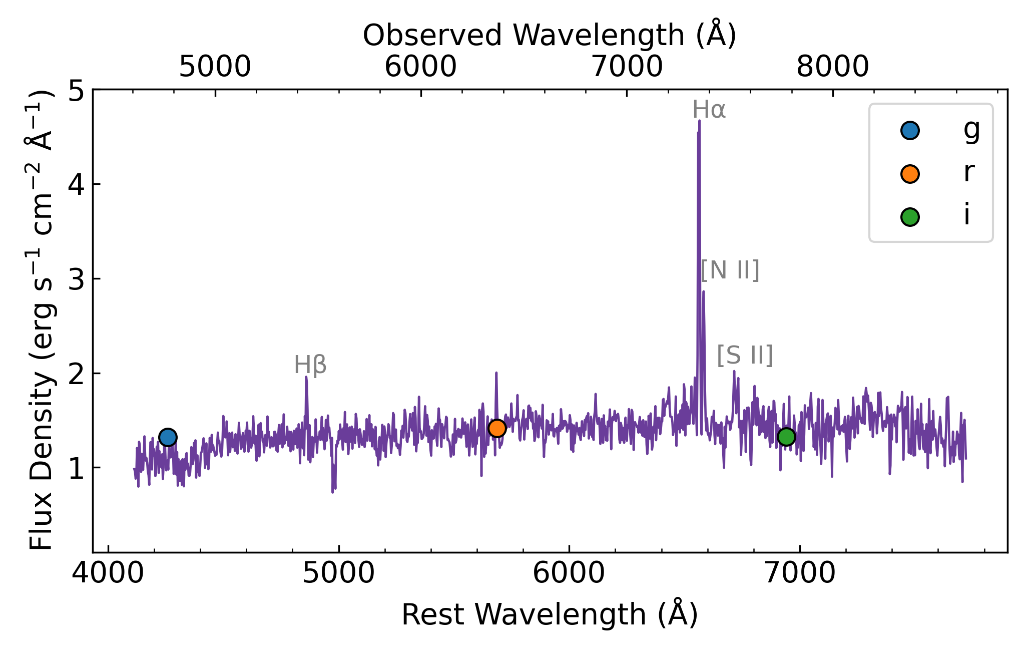 Observed Wavelength (Å)
5000 6000 7000 8000
Flux Density (erg s⁻¹ cm⁻² Å⁻¹)
5
4
3
2
1
Hα
[N II]
[S II]
Hβ
g
r
i
4000 5000 6000 7000
Rest Wavelength (Å)